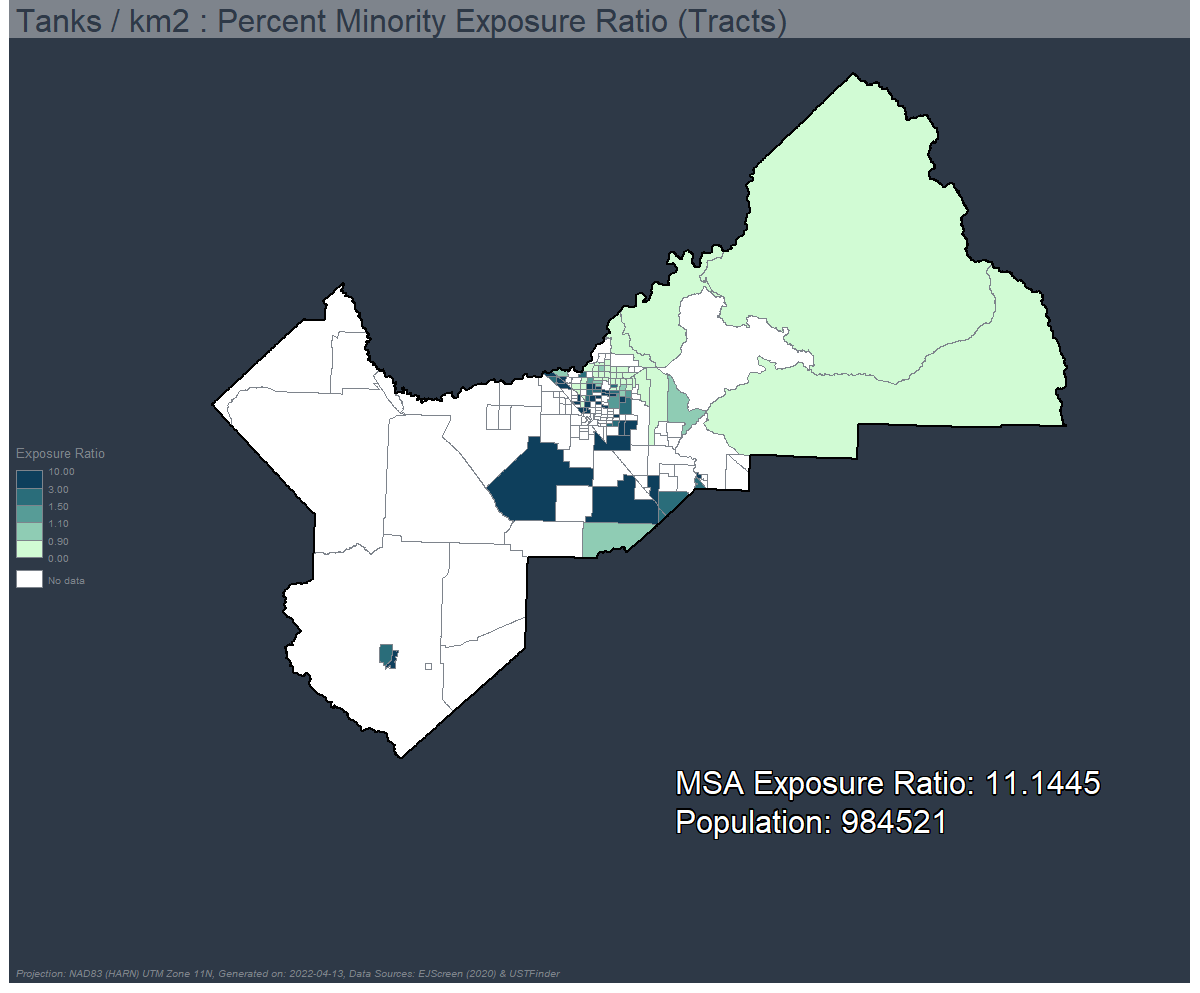 Tanks / km2 : Percent Minority Exposure Ratio (Tracts)
Exposure Ratio
10.00
3.00
1.50
1.10
0.90
0.00
No data
MSA Exposure Ratio: 11.1445
Population: 984521
Projection: NAD83 (HARN) UTM Zone 11N, Generated on: 2022-04-13, Data Sources: EJScreen (2020) & USTFinder